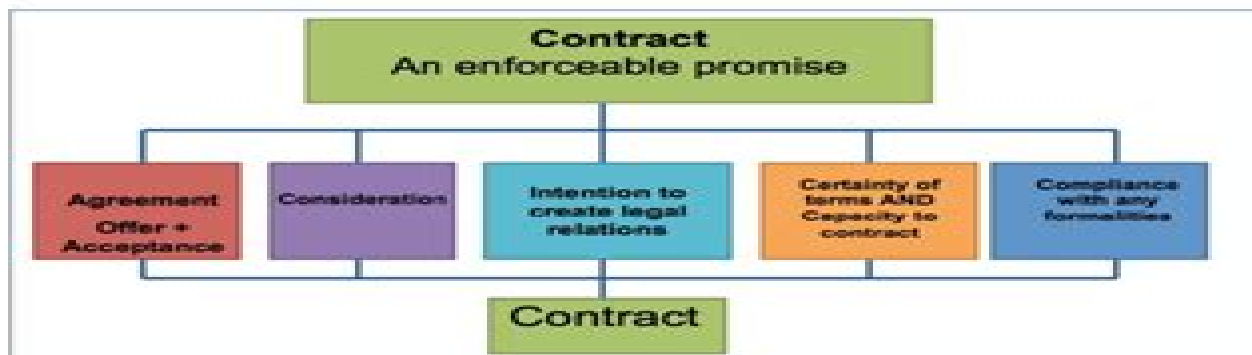 Contract
An enforceable promise
Agreement
Offer +
Acceptance
Consideration
Intention to
create legal
relations
Certainty of
terms AND
Capacity to
contract
Compliance
with any
formalities
Contract